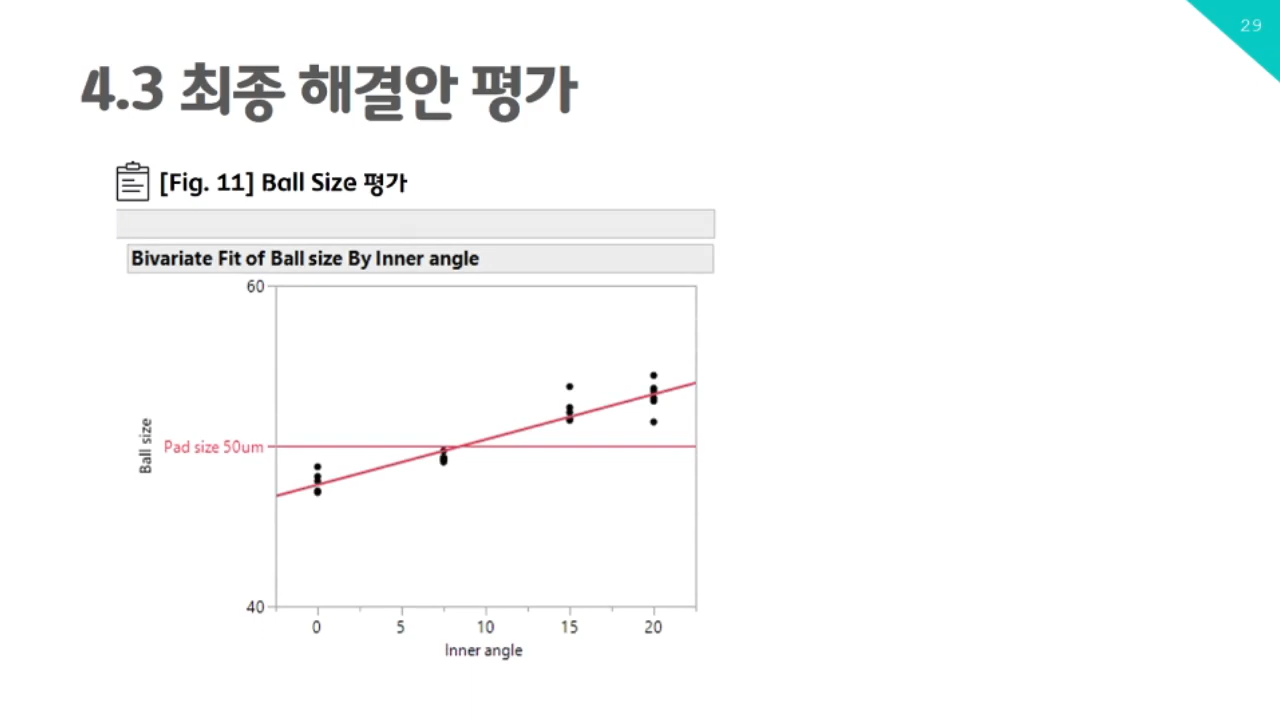 29
4.3 최종 해결안 평가
[Fig. 11] Ball Size 평가
Bivariate Fit of Ball size By Inner angle
60
Ball size
Pad size 50um
40
0 5 10 15 20
Inner angle